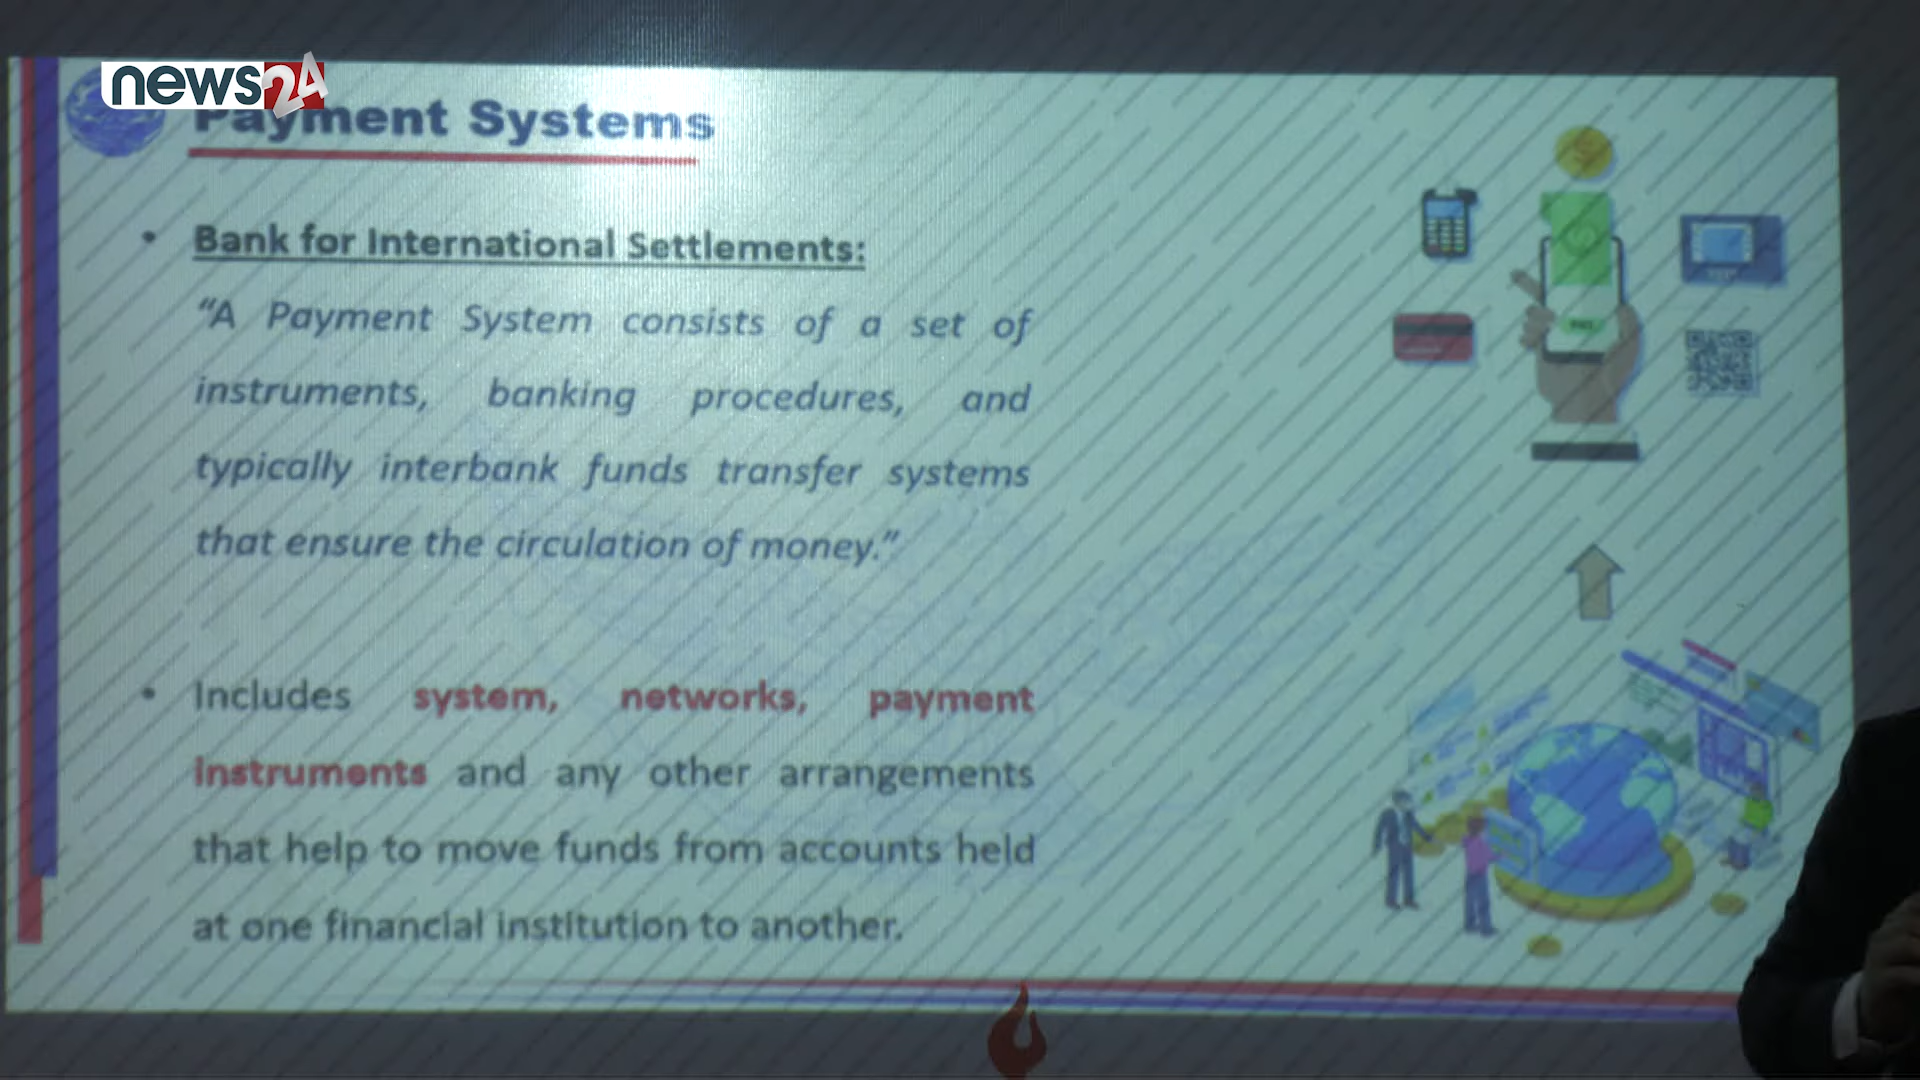 news24
Payment Systems
• Bank for International Settlements:
“A Payment System consists of a set of
instruments, banking procedures, and
typically interbank funds transfer systems
that ensure the circulation of money.”
• Includes system, networks, payment
instruments and any other arrangements
that help to move funds from accounts held
at one financial institution to another.